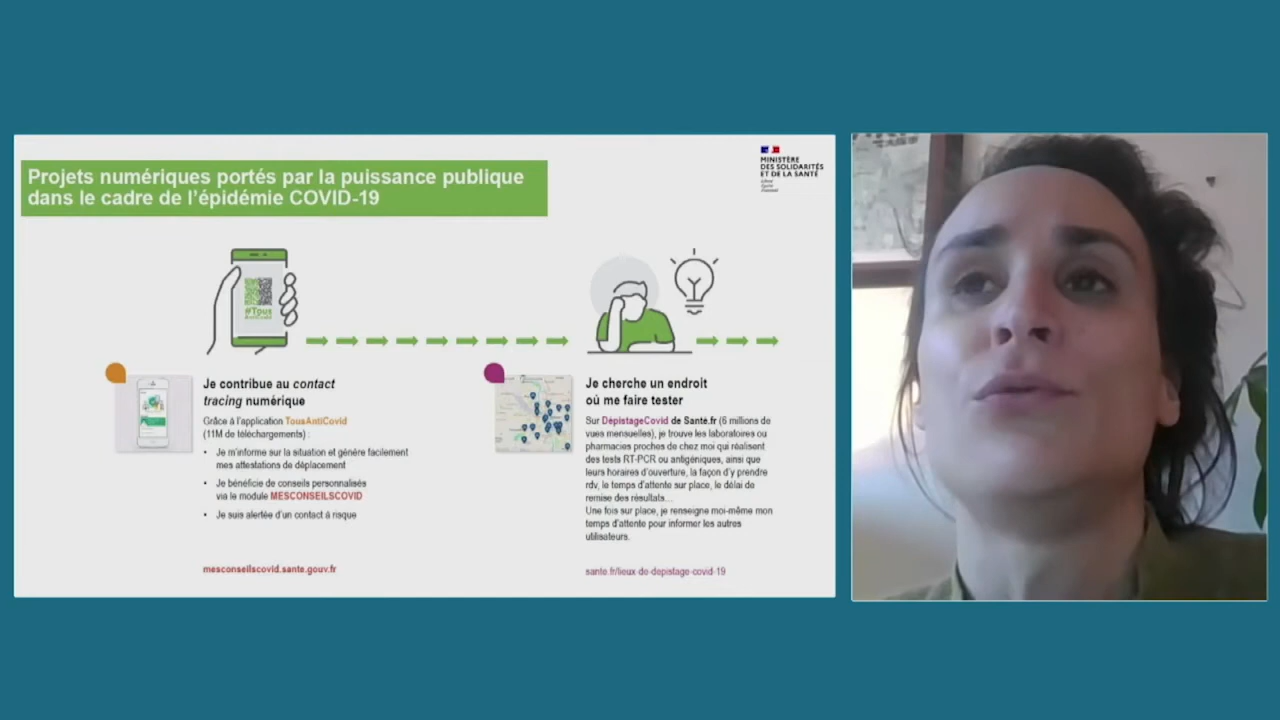 Projets numériques portés par la puissance publique
dans le cadre de l'épidémie COVID-19
MINISTÈRE
DES SOLIDARITÉS
ET DE LA SANTÉ
#Tous
AntiCovid
Je contribue au contact
tracing numérique
Grâce à l'application TousAntiCovid
(11M de téléchargements) :
• Je m'informe sur la situation et génère facilement
mes attestations de déplacement
• Je bénéficie de conseils personnalisés
via le module MESCONSEILSCOVID
• Je suis alertée d'un contact à risque
mesconseilscovid.sante.gouv.fr
Je cherche un endroit
où me faire tester
Sur DépistageCovid de Santé.fr (6 millions de
vues mensuelles), je trouve les laboratoires ou
pharmacies proches de chez moi qui réalisent
des tests RT-PCR ou antigéniques, ainsi que
leurs horaires d'ouverture, la façon d'y prendre
rdv, le temps d'attente sur place, le délai de
remise des résultats…
Une fois sur place, je renseigne moi-même mon
temps d'attente pour informer les autres
utilisateurs.
sante.fr/lieux-de-depistage-covid-19